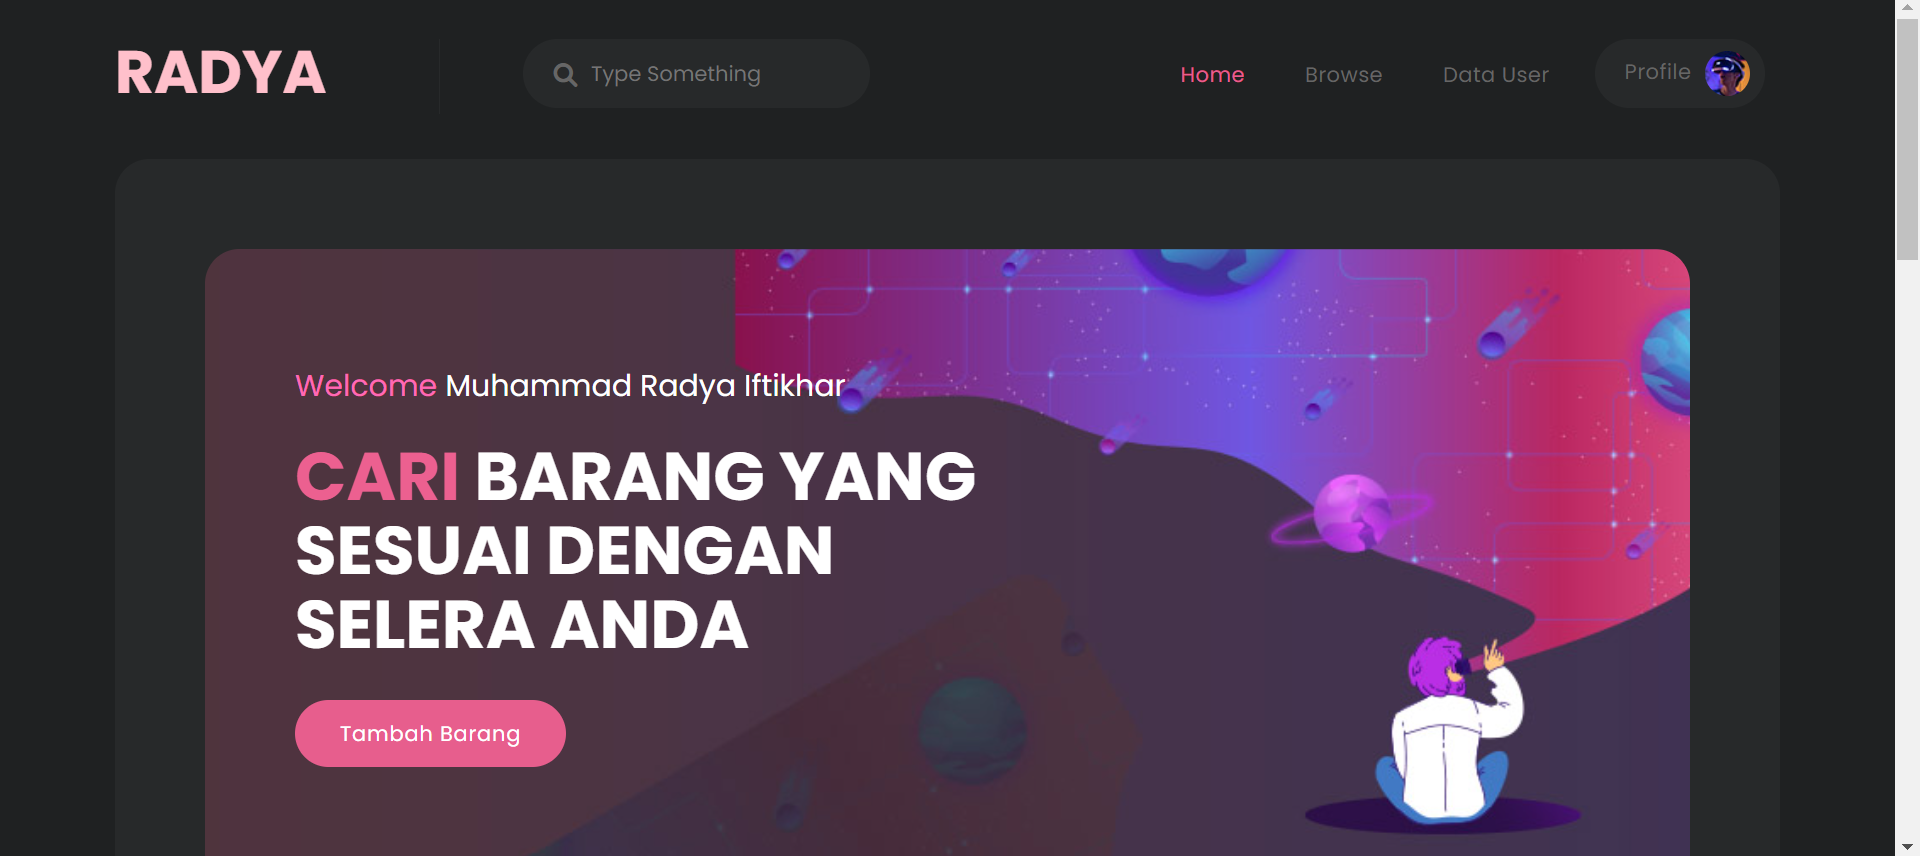 RADYA
Type Something
Home
Browse
Data User
Profile
Welcome Muhammad Radya Iftikhar
CARI BARANG YANG
SESUAI DENGAN
SELERA ANDA
Tambah Barang